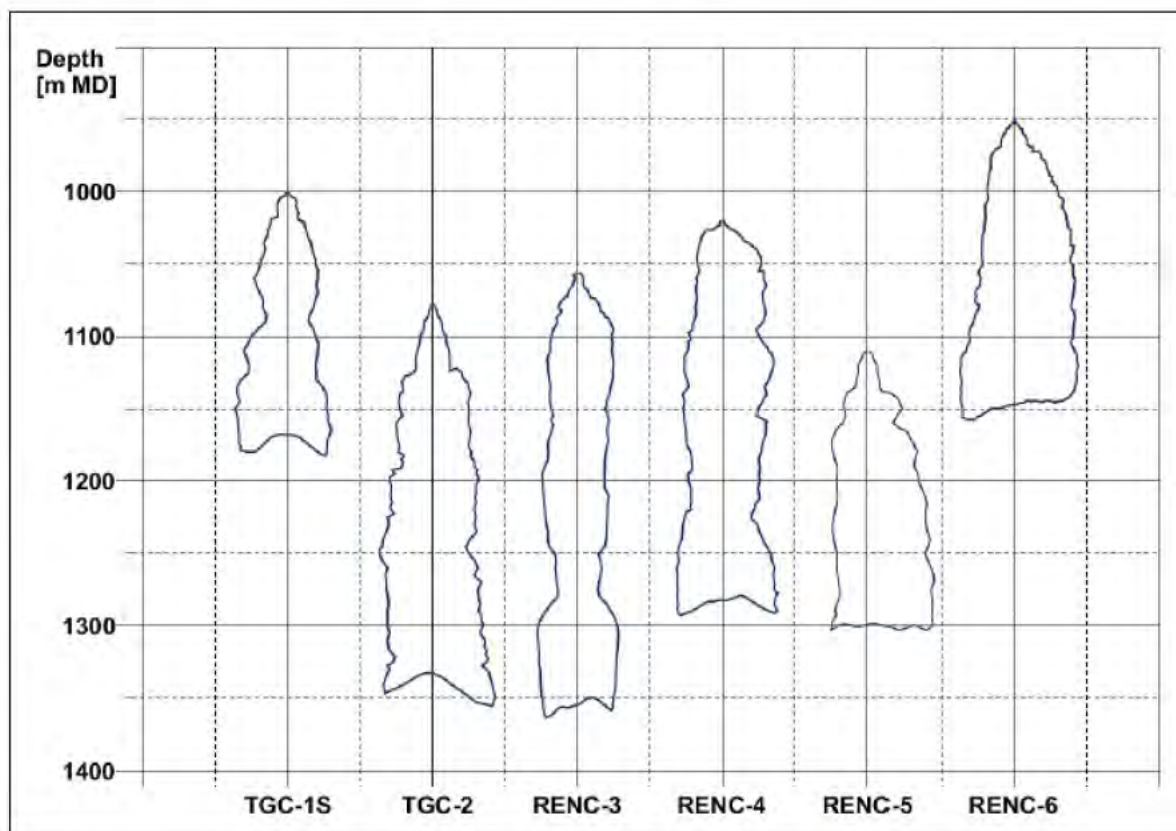 Depth
[m MD]
1000
1100
1200
1300
1400
TGC-1S TGC-2 RENC-3 RENC-4 RENC-5 RENC-6